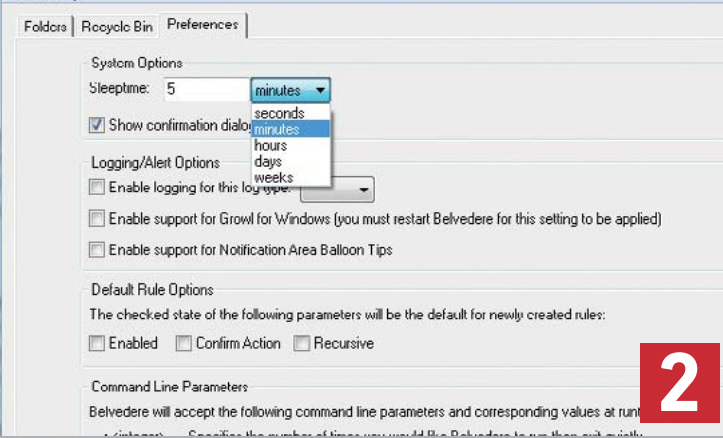 Folders Recycle Bin Preferences
System Options
Sleeptime: 5 minutes
seconds
Show confirmation dialog
minutes
hours
days
Logging/Alert Options
weeks
Enable logging for this log type:
Enable support for Growl for Windows (you must restart Belvedere for this setting to be applied)
Enable support for Notification Area Balloon Tips
Default Rule Options
The checked state of the following parameters will be the default for newly created rules:
Enabled Confirm Action Recursive
Command Line Parameters
Belvedere will accept the following command line parameters and corresponding values at runt
2